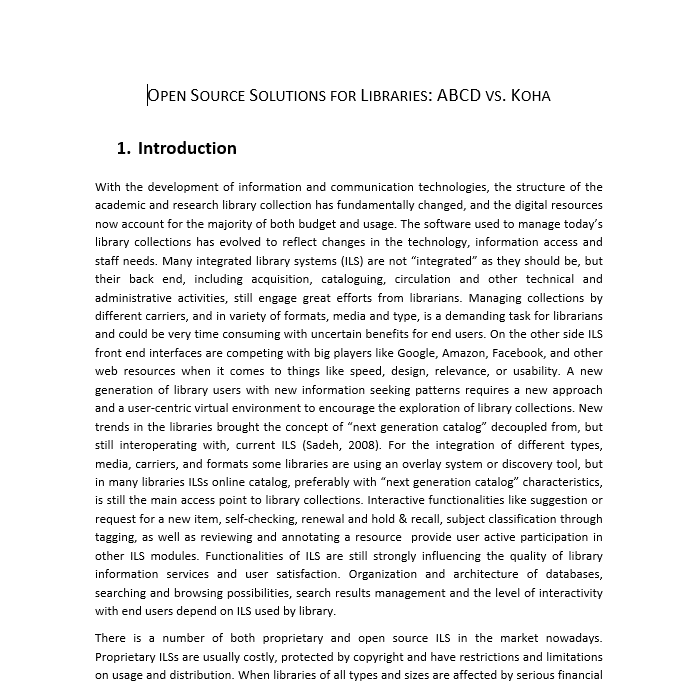 OPEN SOURCE SOLUTIONS FOR LIBRARIES: ABCD VS. KOHA
1. Introduction
With the development of information and communication technologies, the structure of the
academic and research library collection has fundamentally changed, and the digital resources
now account for the majority of both budget and usage. The software used to manage today’s
library collections has evolved to reflect changes in the technology, information access and
staff needs. Many integrated library systems (ILS) are not “integrated” as they should be, but
their back end, including acquisition, cataloguing, circulation and other technical and
administrative activities, still engage great efforts from librarians. Managing collections by
different carriers, and in variety of formats, media and type, is a demanding task for librarians
and could be very time consuming with uncertain benefits for end users. On the other side ILS
front end interfaces are competing with big players like Google, Amazon, Facebook, and other
web resources when it comes to things like speed, design, relevance, or usability. A new
generation of library users with new information seeking patterns requires a new approach
and a user-centric virtual environment to encourage the exploration of library collections. New
trends in the libraries brought the concept of “next generation catalog” decoupled from, but
still interoperating with, current ILS (Sadeh, 2008). For the integration of different types,
media, carriers, and formats some libraries are using an overlay system or discovery tool, but
in many libraries ILSs online catalog, preferably with “next generation catalog” characteristics,
is still the main access point to library collections. Interactive functionalities like suggestion or
request for a new item, self-checking, renewal and hold & recall, subject classification through
tagging, as well as reviewing and annotating a resource provide user active participation in
other ILS modules. Functionalities of ILS are still strongly influencing the quality of library
information services and user satisfaction. Organization and architecture of databases,
searching and browsing possibilities, search results management and the level of interactivity
with end users depend on ILS used by library.
There is a number of both proprietary and open source ILS in the market nowadays.
Proprietary ILSs are usually costly, protected by copyright and have restrictions and limitations
on usage and distribution. When libraries of all types and sizes are affected by serious financial